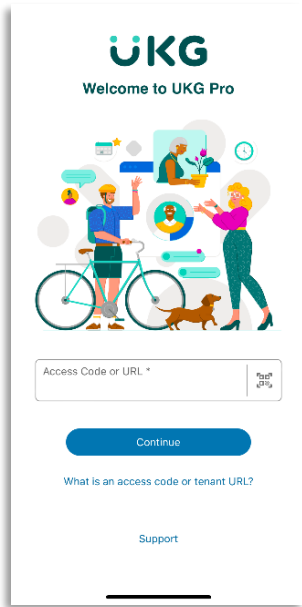 UKG
Welcome to UKG Pro
Access Code or URL *
Continue
What is an access code or tenant URL?
Support